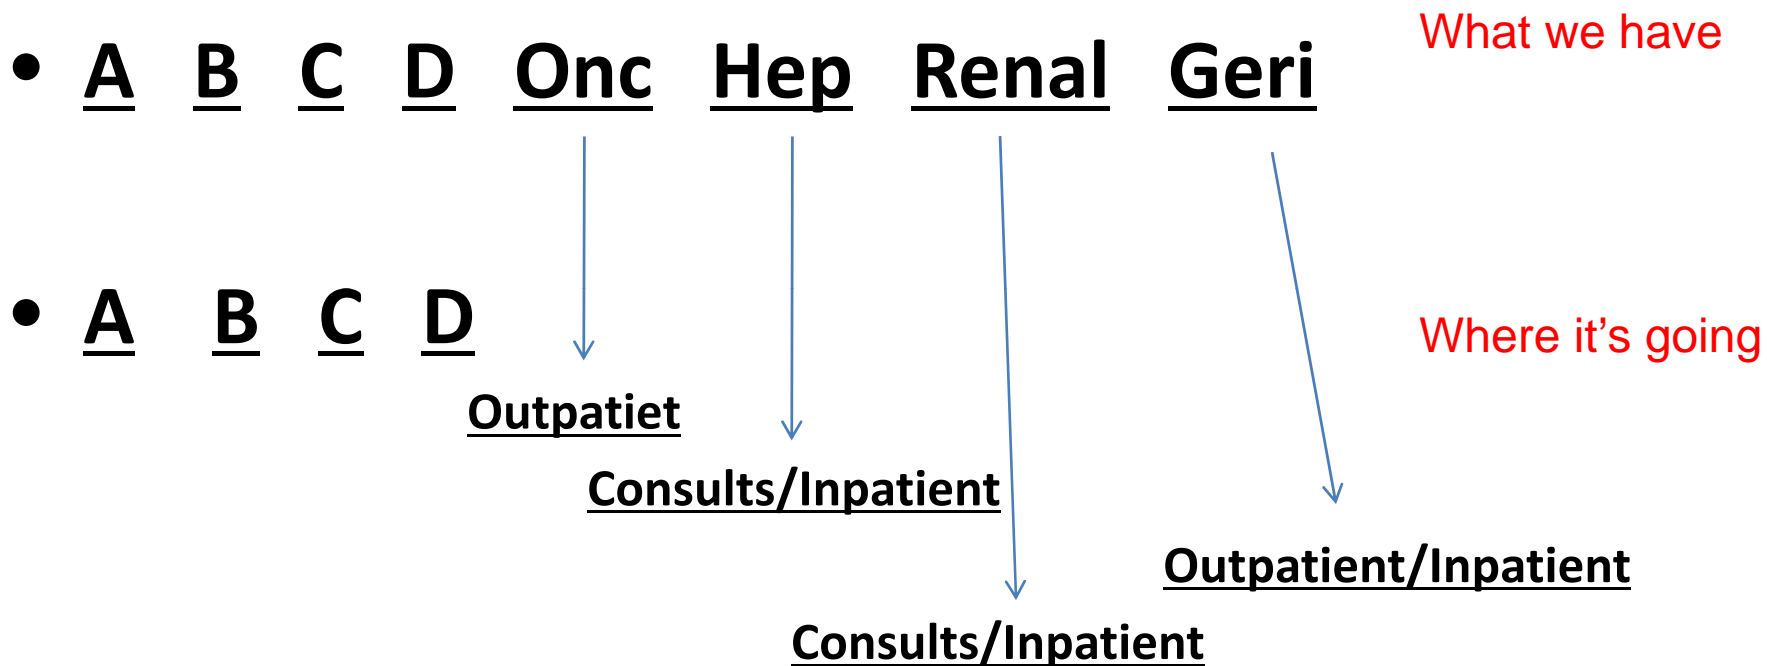 What we have
• A B C D Onc Hep Renal Geri
• A B C D
Where it's going
Outpatiet
Consults/Inpatient
Outpatient/Inpatient
Consults/Inpatient